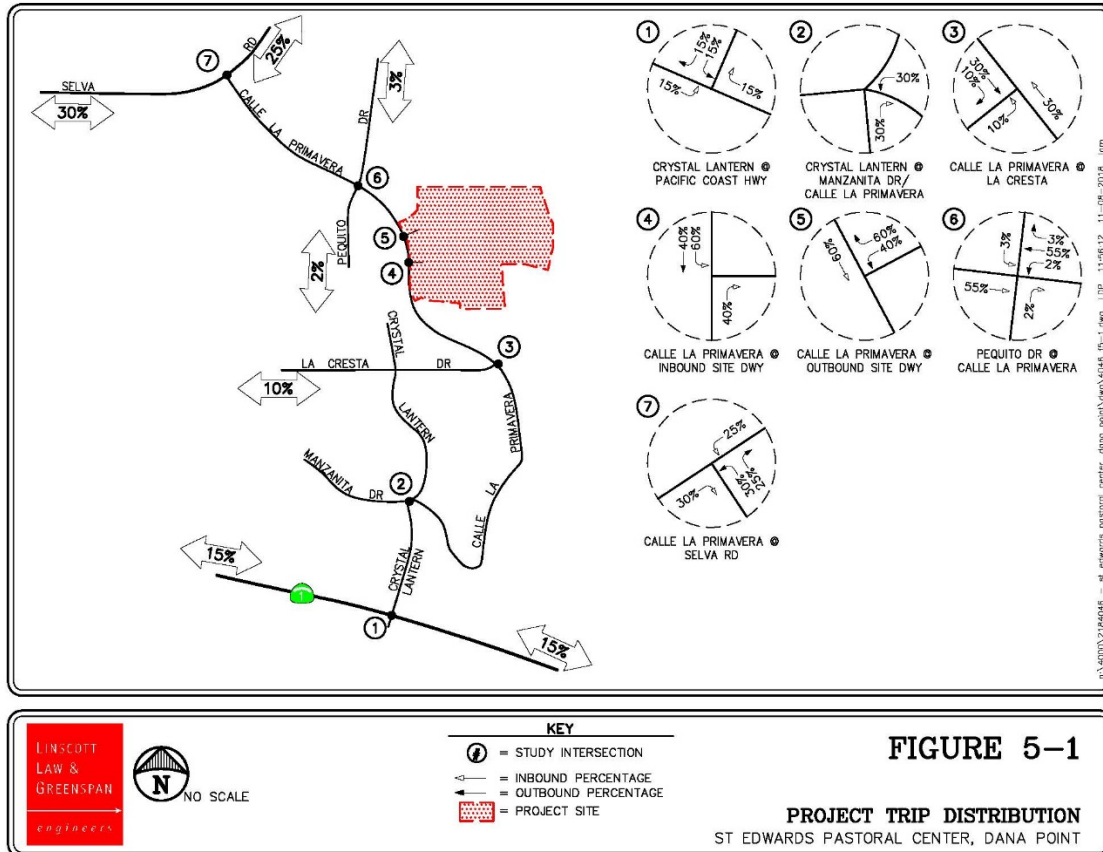 7
RD
25%
SELVA
30%
CALLE LA PRIMAVERA
3%
DR
6
PEQUITO
2%
5
4
CRYSTAL
LANTERN
3
LA CRESTA DR
10%
PRIMAVERA
CALLE LA
MANZANITA DR
2
CRYSTAL
LANTERN
15%
1
1
15%
1
15%
15%
15%
15%
CRYSTAL LANTERN @
PACIFIC COAST HWY
2
30%
30%
CRYSTAL LANTERN @
MANZANITA DR/
CALLE LA PRIMAVERA
3
30%
10%
30%
10%
CALLE LA PRIMAVERA @
LA CRESTA
4
40%
60%
40%
CALLE LA PRIMAVERA @
INBOUND SITE DWY
5
60%
40%
60%
CALLE LA PRIMAVERA @
OUTBOUND SITE DWY
6
3%
3%
55%
2%
55%
2%
PEQUITO DR @
CALLE LA PRIMAVERA
7
25%
30%
25%
30%
CALLE LA PRIMAVERA @
SELVA RD
LINSCOTT
LAW &
GREENSPAN
engineers
N
NO SCALE
KEY
# = STUDY INTERSECTION
= INBOUND PERCENTAGE
= OUTBOUND PERCENTAGE
= PROJECT SITE
FIGURE 5-1
PROJECT TRIP DISTRIBUTION
ST EDWARDS PASTORAL CENTER, DANA POINT